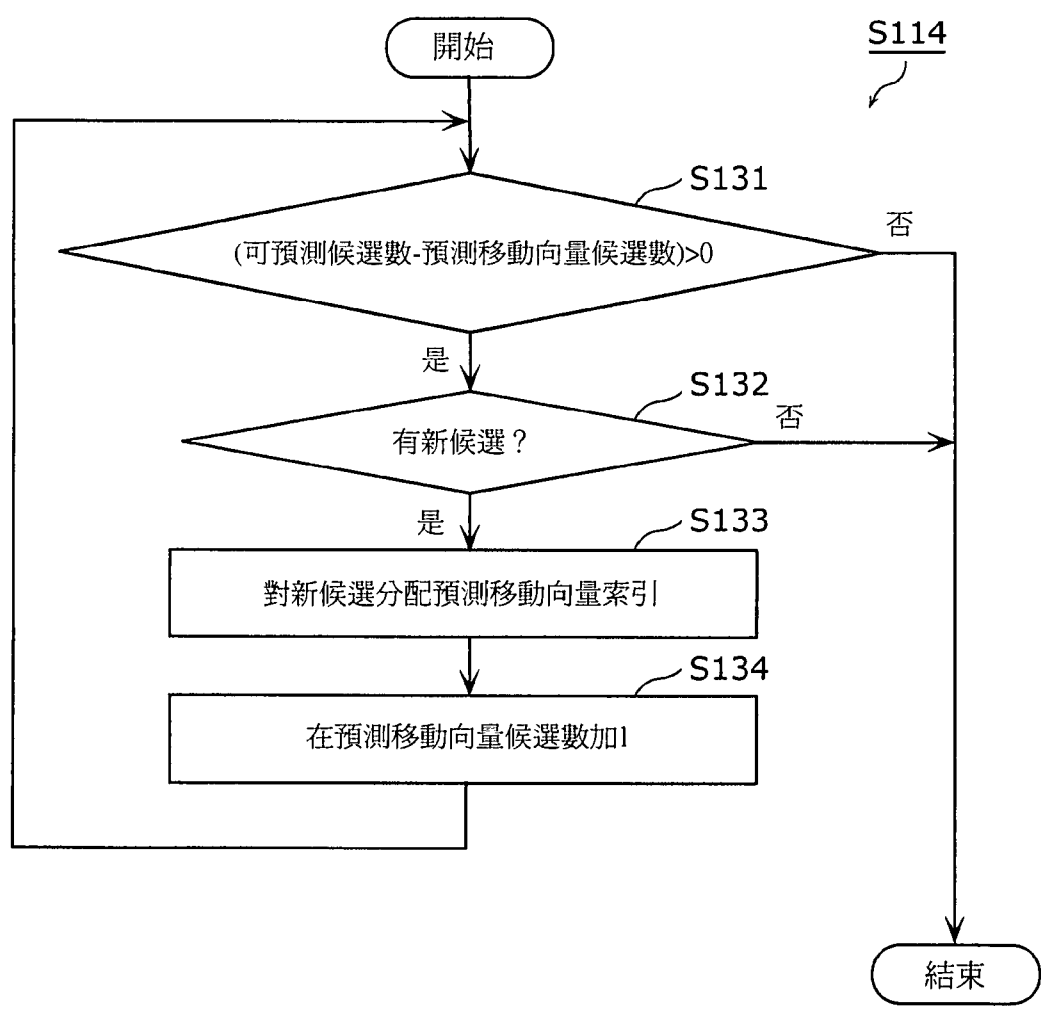 開始
S114
S131
否
(可預測候選數-預測移動向量候選數)>0
是
S132
否
有新候選？
是
S133
對新候選分配預測移動向量索引
S134
在預測移動向量候選數加1
結束